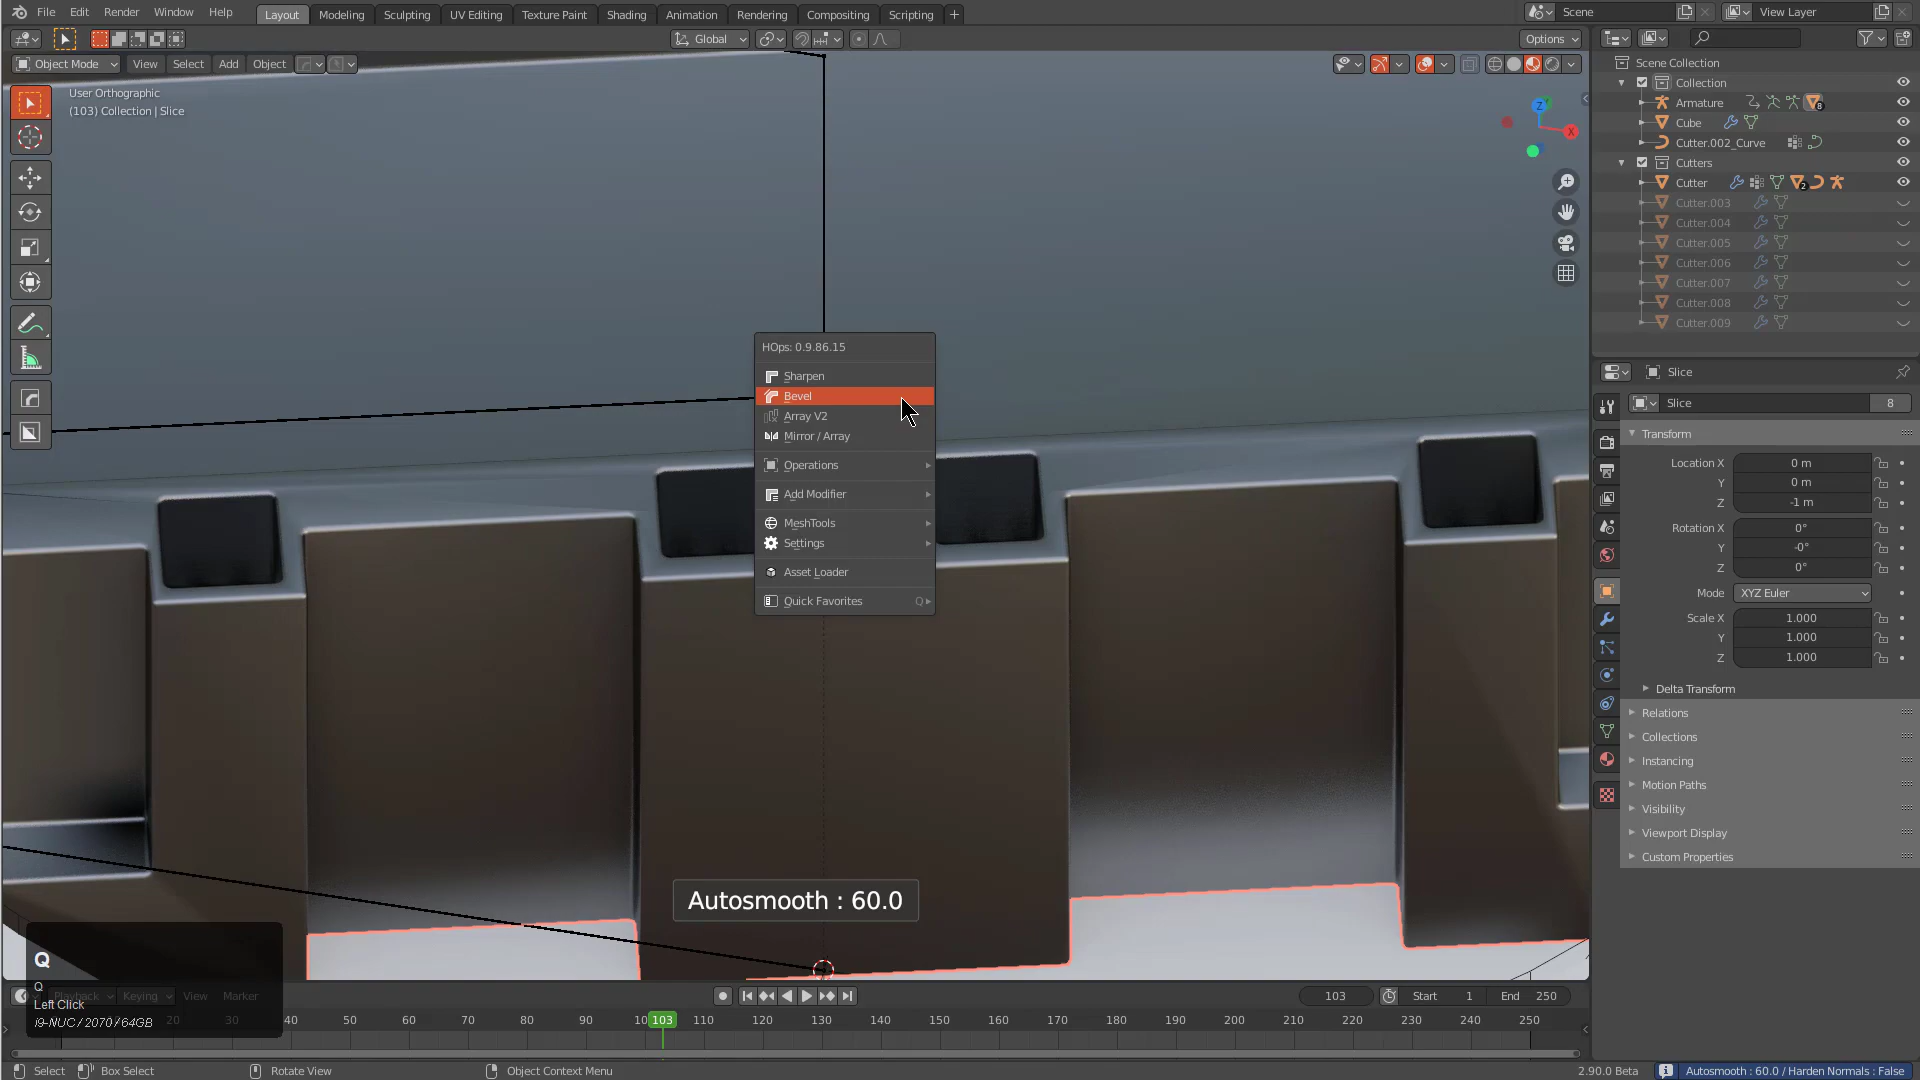 File Edit Render Window Help Layout Modeling Sculpting UV Editing Texture Paint Shading Animation Rendering Compositing Scripting Scene View Layer
Global Options
Object Mode View Select Add Object
User Orthographic
(103) Collection | Slice
Z
X
Scene Collection
Collection
Armature 8
Cube
Cutter.002_Curve
Cutters
Cutter 2
Cutter.003
Cutter.004
Cutter.005
Cutter.006
Cutter.007
Cutter.008
Cutter.009
HOps: 0.9.86.15
Sharpen
Bevel
Array V2
Mirror / Array
Operations
Add Modifier
MeshTools
Settings
Asset Loader
Quick Favorites Q
Slice
Slice 8
Transform
Location X 0 m
Y 0 m
Z -1 m
Rotation X 0°
Y -0°
Z 0°
Mode XYZ Euler
Scale X 1.000
Y 1.000
Z 1.000
Delta Transform
Relations
Collections
Instancing
Motion Paths
Visibility
Viewport Display
Custom Properties
Autosmooth : 60.0
Q
Q
Left Click
i9-NUC / 2070 / 64GB
Playback Keying View Marker 103 Start 1 End 250
20 30 40 50 60 70 80 90 10 103 110 120 130 140 150 160 170 180 190 200 210 220 230 240 250
Select Box Select Rotate View Object Context Menu 2.90.0 Beta Autosmooth : 60.0 / Harden Normals : False